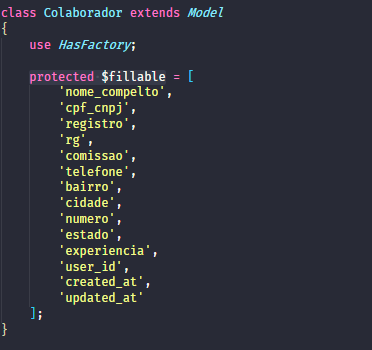 class Colaborador extends Model
{
    use HasFactory;

    protected $fillable = [
        'nome_compelto',
        'cpf_cnpj',
        'registro',
        'rg',
        'comissao',
        'telefone',
        'bairro',
        'cidade',
        'numero',
        'estado',
        'experiencia',
        'user_id',
        'created_at',
        'updated_at'
    ];
}